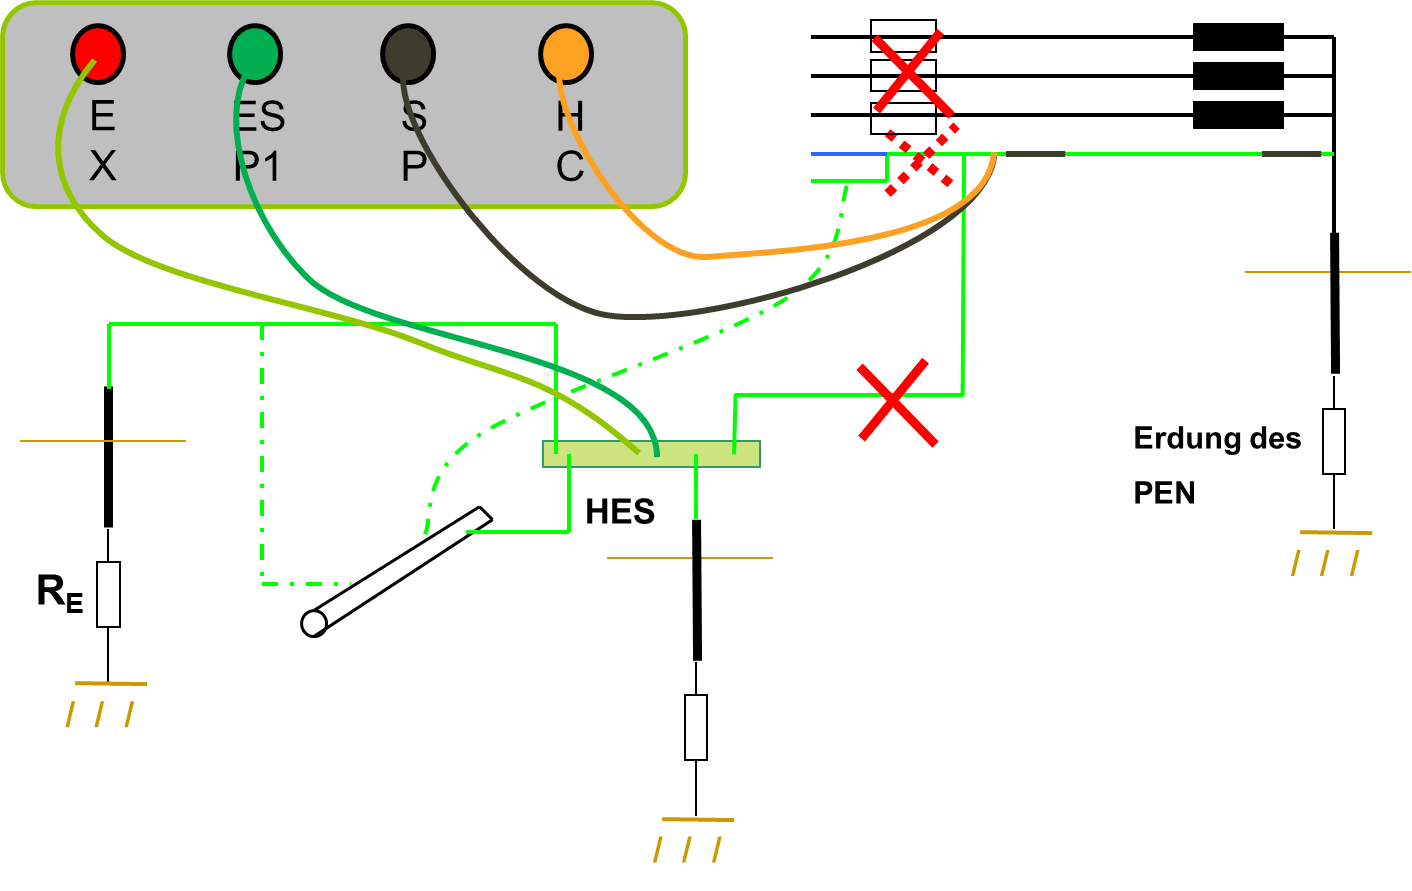 E ES S H
X P1 P C
Erdung des
PEN
HES
RE